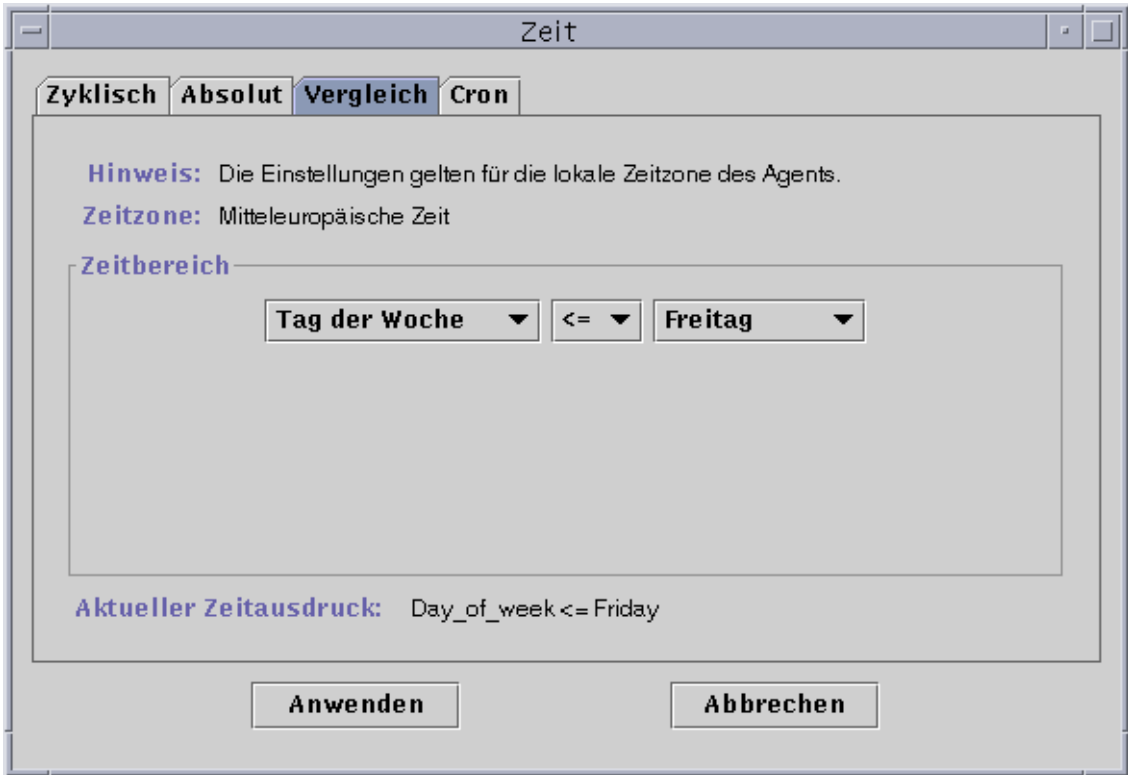 Zeit
Zyklisch Absolut Vergleich Cron
Hinweis: Die Einstellungen gelten für die lokale Zeitzone des Agents.
Zeitzone: Mitteleuropäische Zeit
Zeitbereich
Tag der Woche <= Freitag
Aktueller Zeitausdruck: Day_of_week <= Friday
Anwenden Abbrechen